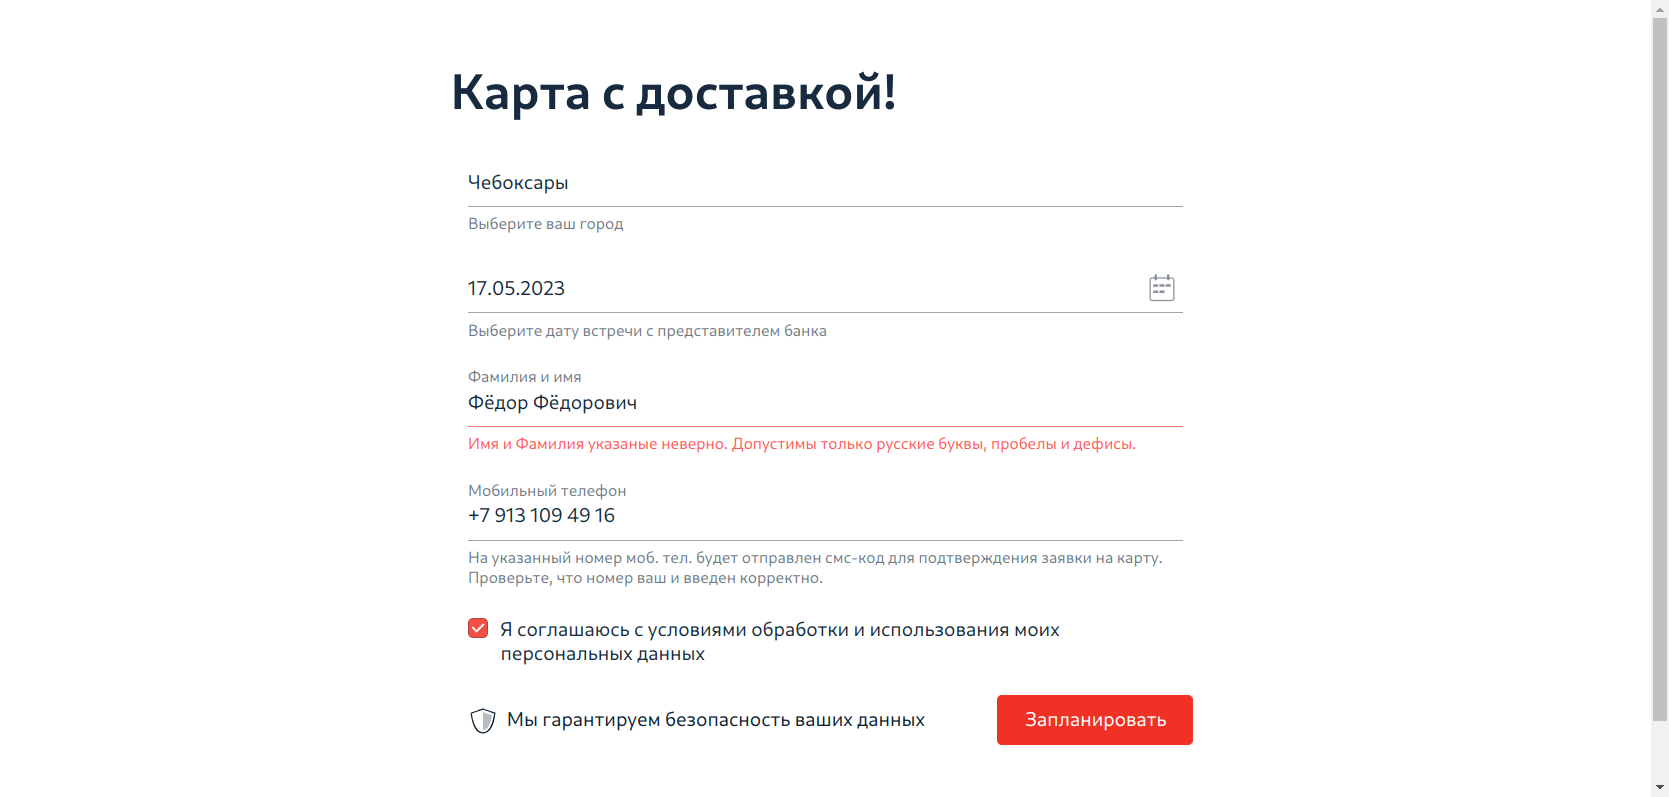 Карта с доставкой!
Чебоксары
Выберите ваш город
17.05.2023
Выберите дату встречи с представителем банка
Фамилия и имя
Фёдор Фёдорович
Имя и Фамилия указаные неверно. Допустимы только русские буквы, пробелы и дефисы.
Мобильный телефон
+7 913 109 49 16
На указанный номер моб. тел. будет отправлен смс-код для подтверждения заявки на карту.
Проверьте, что номер ваш и введен корректно.
Я соглашаюсь с условиями обработки и использования моих
персональных данных
Мы гарантируем безопасность ваших данных
Запланировать